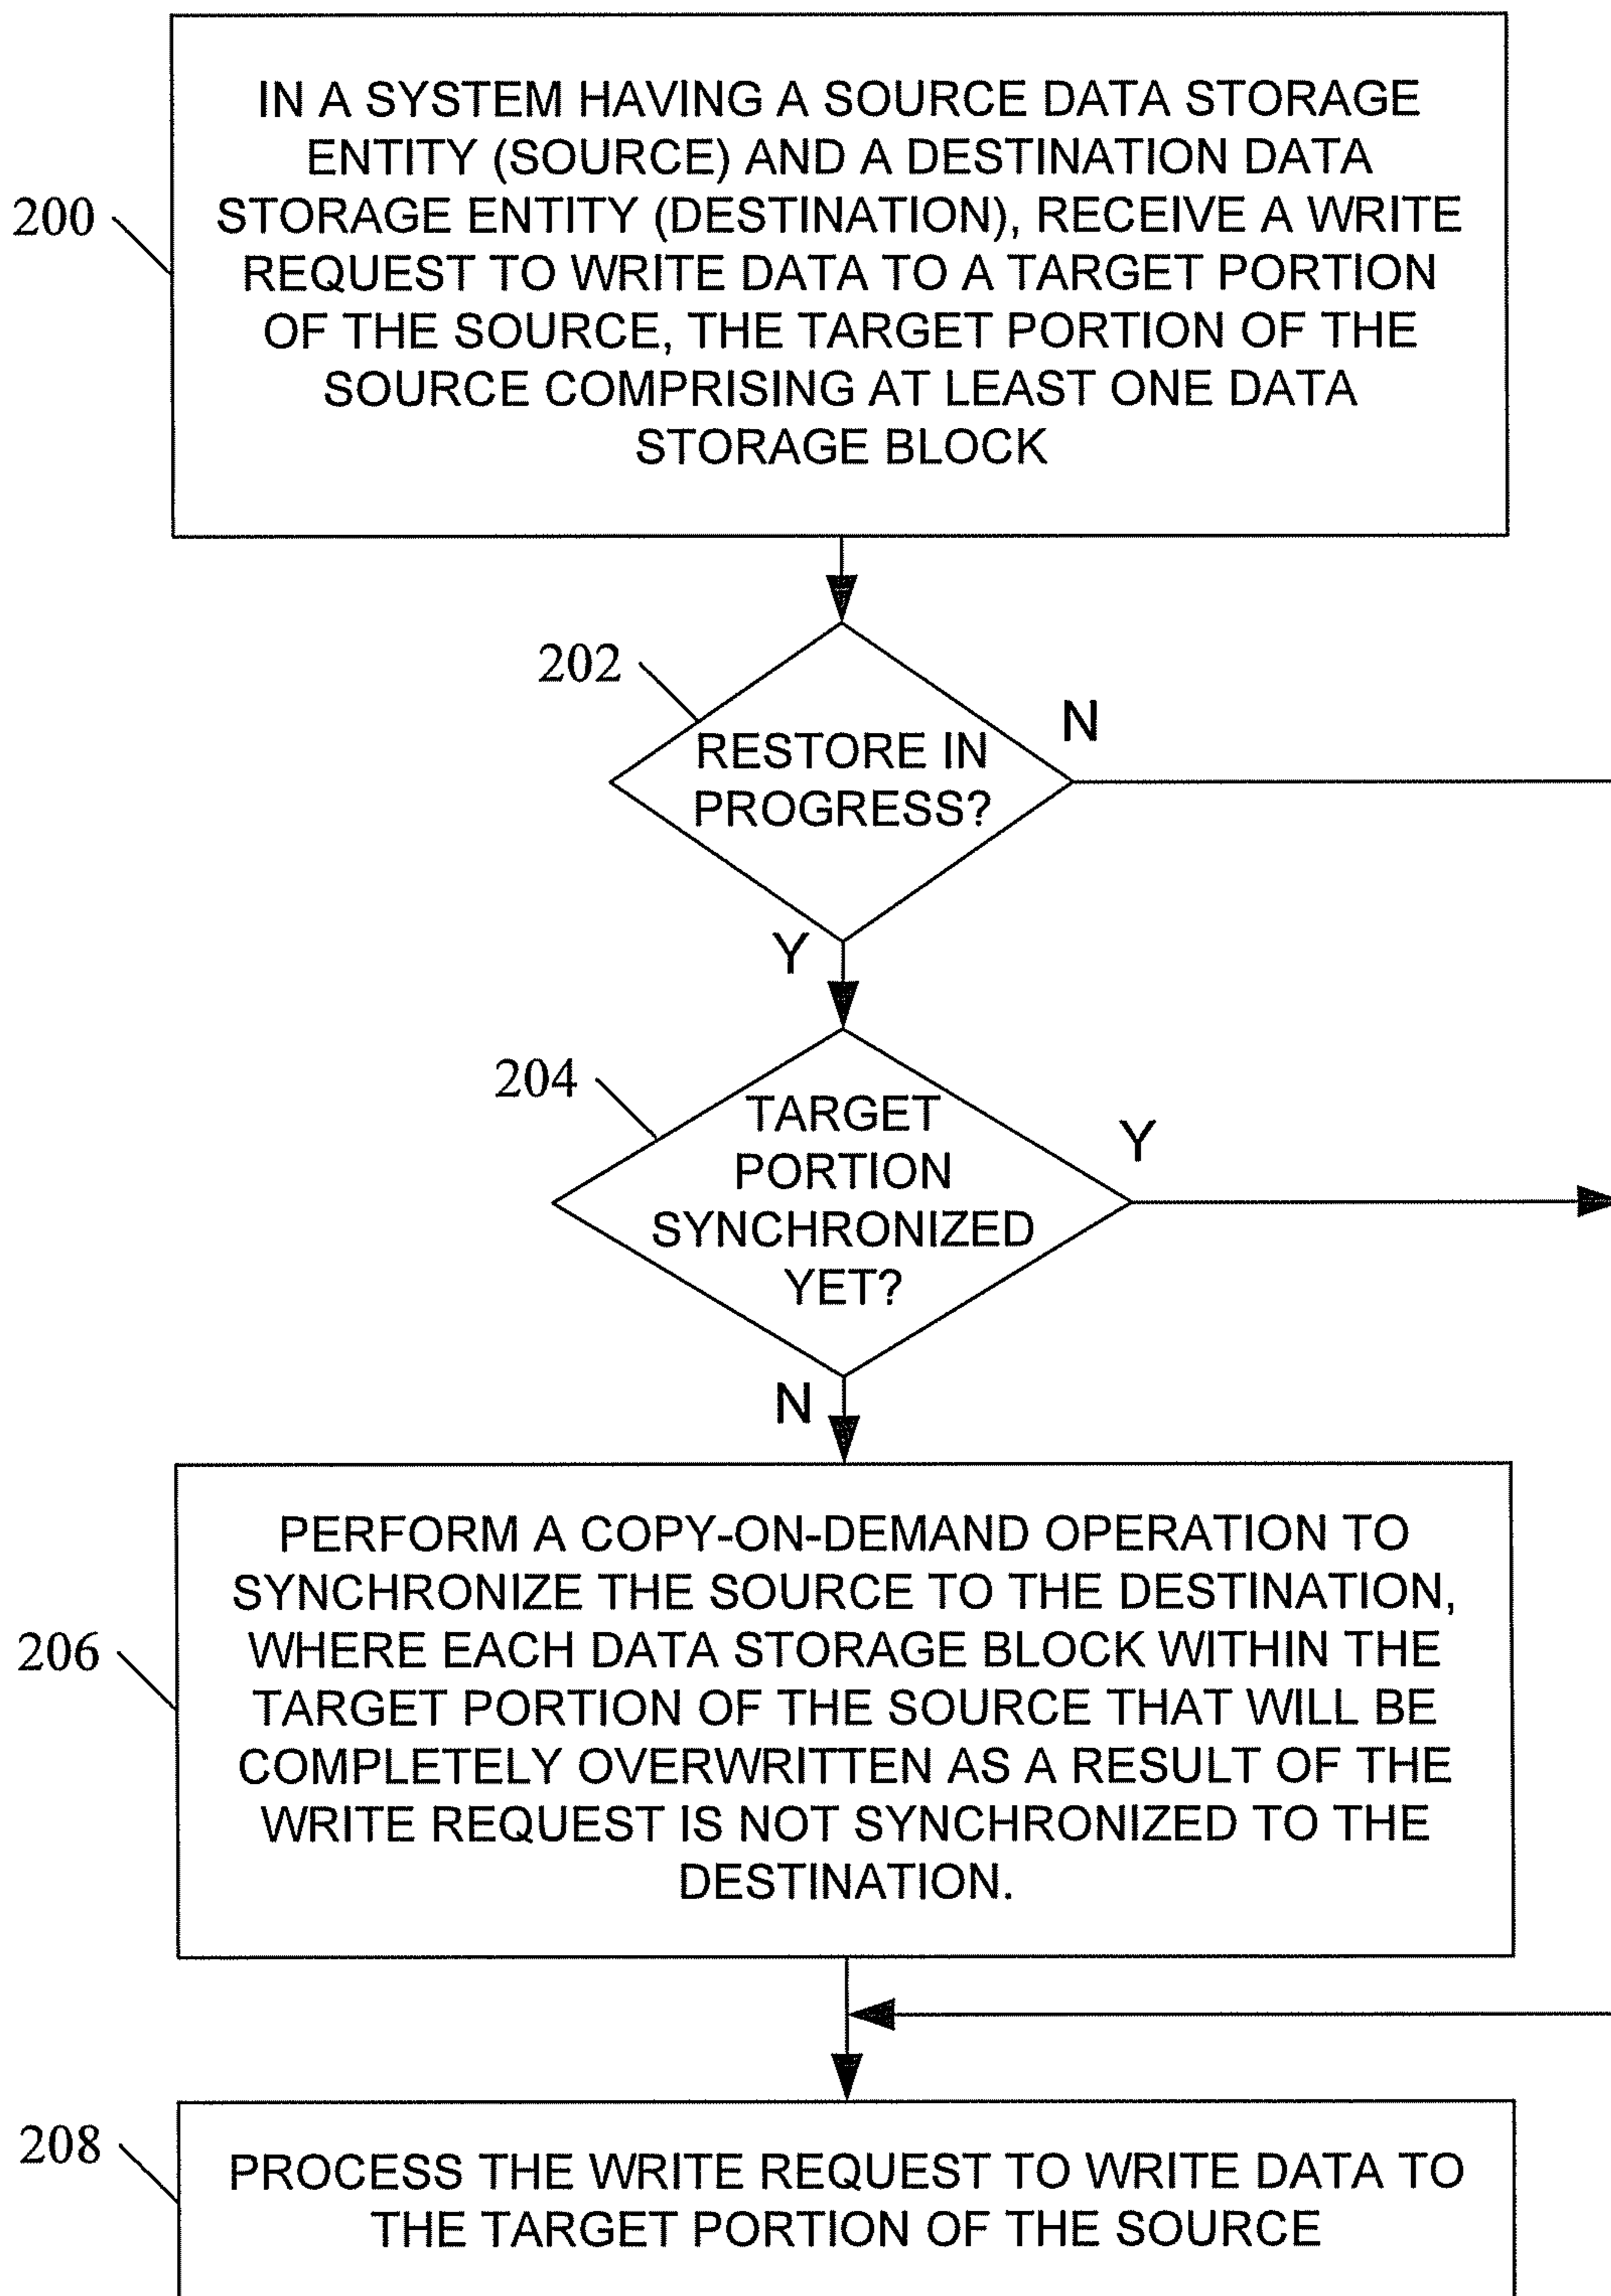 200
IN A SYSTEM HAVING A SOURCE DATA STORAGE
ENTITY (SOURCE) AND A DESTINATION DATA
STORAGE ENTITY (DESTINATION), RECEIVE A WRITE
REQUEST TO WRITE DATA TO A TARGET PORTION
OF THE SOURCE, THE TARGET PORTION OF THE
SOURCE COMPRISING AT LEAST ONE DATA
STORAGE BLOCK
202
N
RESTORE IN
PROGRESS?
Y
204
TARGET
PORTION
SYNCHRONIZED
YET?
Y
N
206
PERFORM A COPY-ON-DEMAND OPERATION TO
SYNCHRONIZE THE SOURCE TO THE DESTINATION,
WHERE EACH DATA STORAGE BLOCK WITHIN THE
TARGET PORTION OF THE SOURCE THAT WILL BE
COMPLETELY OVERWRITTEN AS A RESULT OF THE
WRITE REQUEST IS NOT SYNCHRONIZED TO THE
DESTINATION.
208
PROCESS THE WRITE REQUEST TO WRITE DATA TO
THE TARGET PORTION OF THE SOURCE